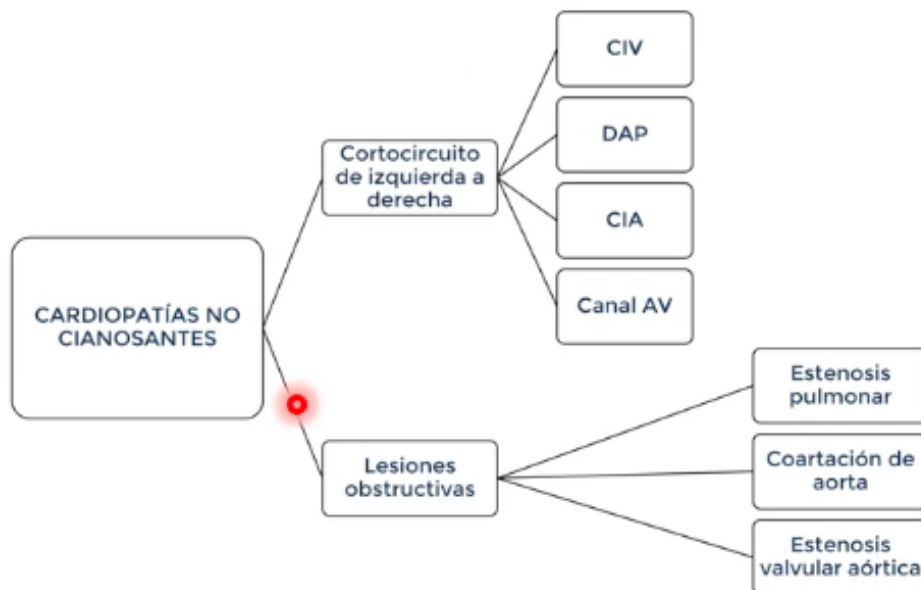 CARDIOPATÍAS NO
CIANOSANTES
Cortocircuito
de izquierda a
derecha
CIV
DAP
CIA
Canal AV
Lesiones
obstructivas
Estenosis
pulmonar
Coartación de
aorta
Estenosis
valvular aórtica